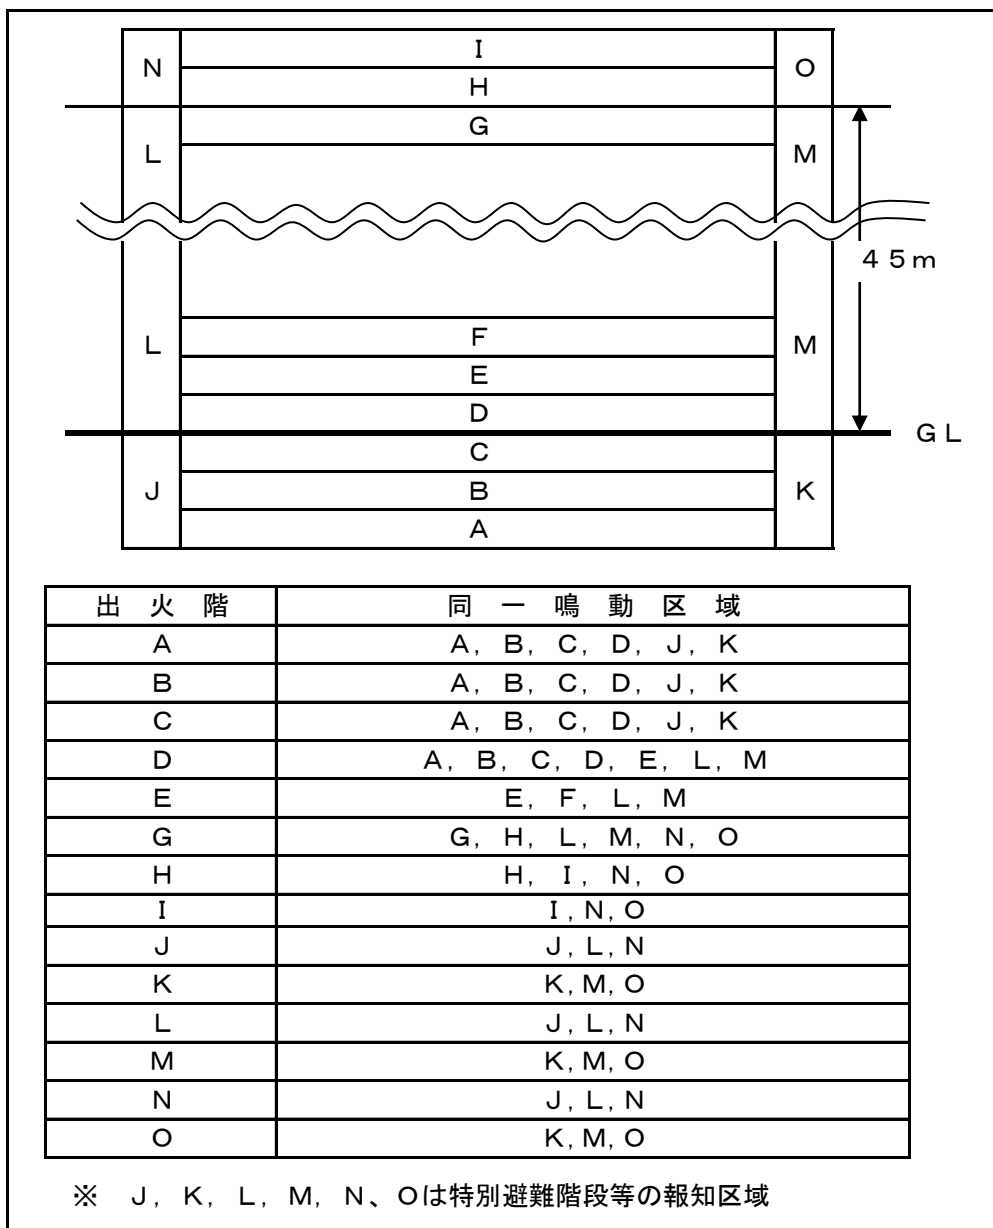 I
N O
H
G
L M
45m
F
L M
E
D
GL
C
J B K
A
出火階 同一鳴動区域
A A, B, C, D, J, K
B A, B, C, D, J, K
C A, B, C, D, J, K
D A, B, C, D, E, L, M
E E, F, L, M
G G, H, L, M, N, O
H H, I, N, O
I I, N, O
J J, L, N
K K, M, O
L J, L, N
M K, M, O
N J, L, N
O K, M, O
※ J, K, L, M, N、Oは特別避難階段等の報知区域